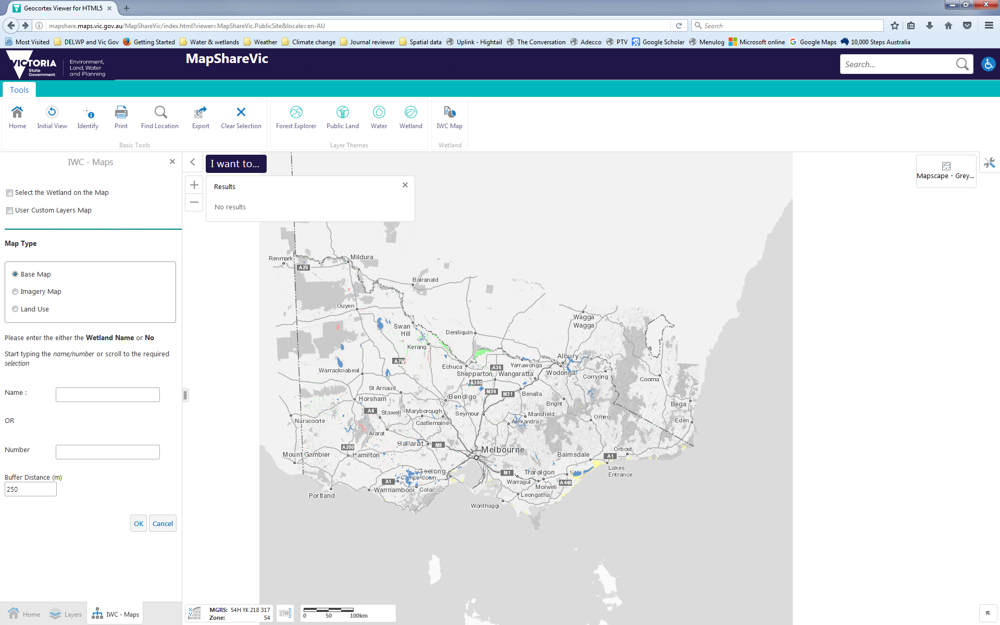 Geocortex Viewer for HTML5
mapshare.maps.vic.gov.au/MapShareVic/index.html?viewer=MapShareVic.PublicSite&locale=en-AU
Search
Most Visited
DELWP and Vic Gov
Getting Started
Water & wetlands
Weather
Climate change
Journal reviewer
Spatial data
Uplink - Hightail
The Conversation
Adecco
PTV
Google Scholar
Menulog
Microsoft online
Google Maps
10,000 Steps Australia
VICTORIA
State
Government
Environment,
Land, Water
and Planning
MapShareVic
Search...
Tools
Home
Initial View
Identify
Print
Find Location
Export
Clear Selection
Basic Tools
Forest Explorer
Public Land
Water
Wetland
Layer Themes
IWC Map
Wetland
IWC - Maps
Select the Wetland on the Map
User Custom Layers Map
Map Type
Base Map
Imagery Map
Land Use
Please enter the either the Wetland Name or No
Start typing the name/number or scroll to the required
selection
Name :
OR
Number
Buffer Distance (m)
250
OK
Cancel
Home
Layers
IWC - Maps
I want to...
Results
No results
Mapscape - Grey...
Renmark
Mildura
A20
Balranald
Ouyen
Swan
Hill
Deniliquin
Wagga
Wagga
Kerang
A79
Albury
Echuca
A39
Yarrawonga
Warracknabeal
Shepparton
Wangaratta
Wodonga
Corryong
Cooma
A300
St Arnaud
M39
M31
Benalla
Horsham
Bendigo
Bright
Bega
A8
Stawell
Maryborough
Seymour
Mansfield
Omeo
Naracoorte
Castlemaine
Alexandra
Eden
Ararat
Ballarat
M8
A200
Melbourne
Orbost
Mount Gambier
Hamilton
Bairnsdale
A1
Lakes
Entrance
Geelong
M1
Traralgon
Camperdown
A1
Warragul
A440
Morwell
Warrnambool
Colac
Leongatha
Portland
Wonthaggi
MGRS: 54H YK 218 317
Zone: 54
1:500
0 50 100km